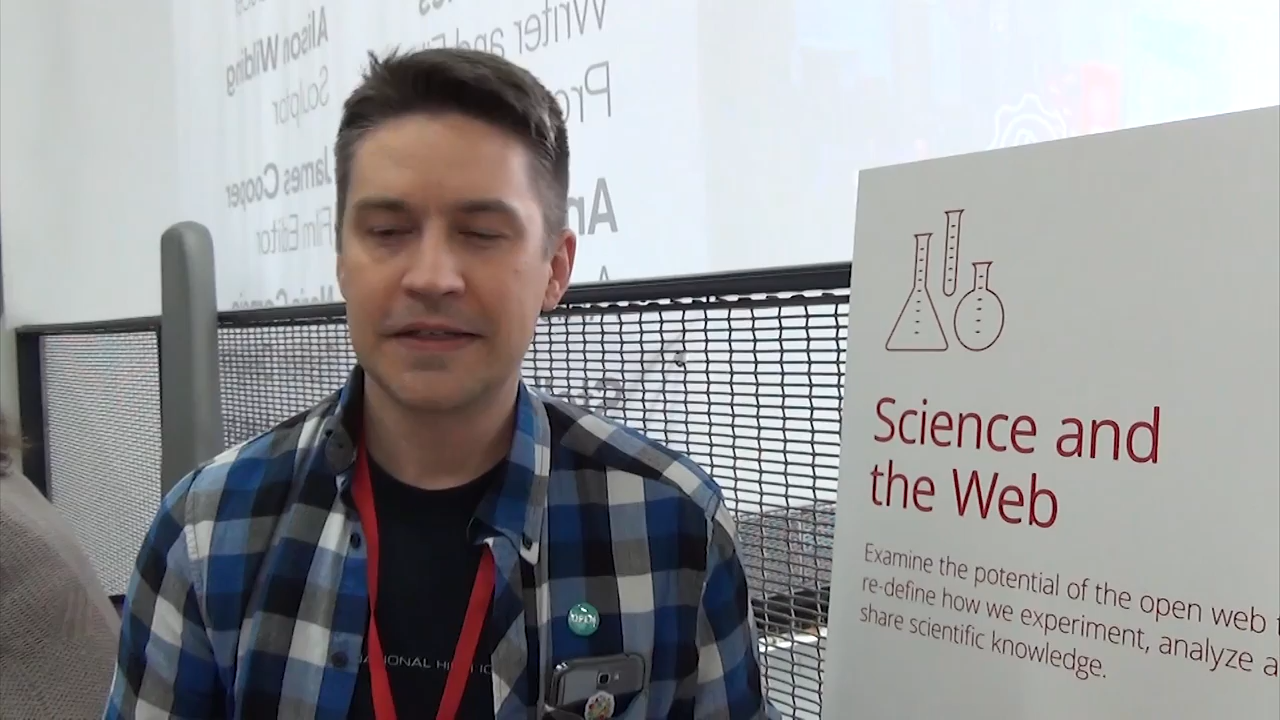 Alison Wilding
Sculptor
James Cooper
Film Editor
Writer and
Science and
the Web
Examine the potential of the open web
re-define how we experiment, analyze
share scientific knowledge.
OPEN